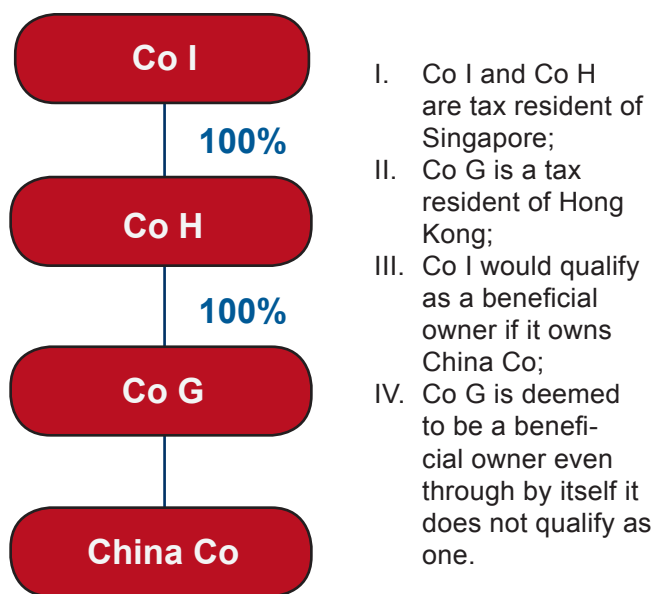 Co I
100%
Co H
100%
Co G
China Co
I. Co I and Co H
are tax resident of
Singapore;
II. Co G is a tax
resident of Hong
Kong;
III. Co I would qualify
as a beneficial
owner if it owns
China Co;
IV. Co G is deemed
to be a benefi-
cial owner even
through by itself it
does not qualify as
one.